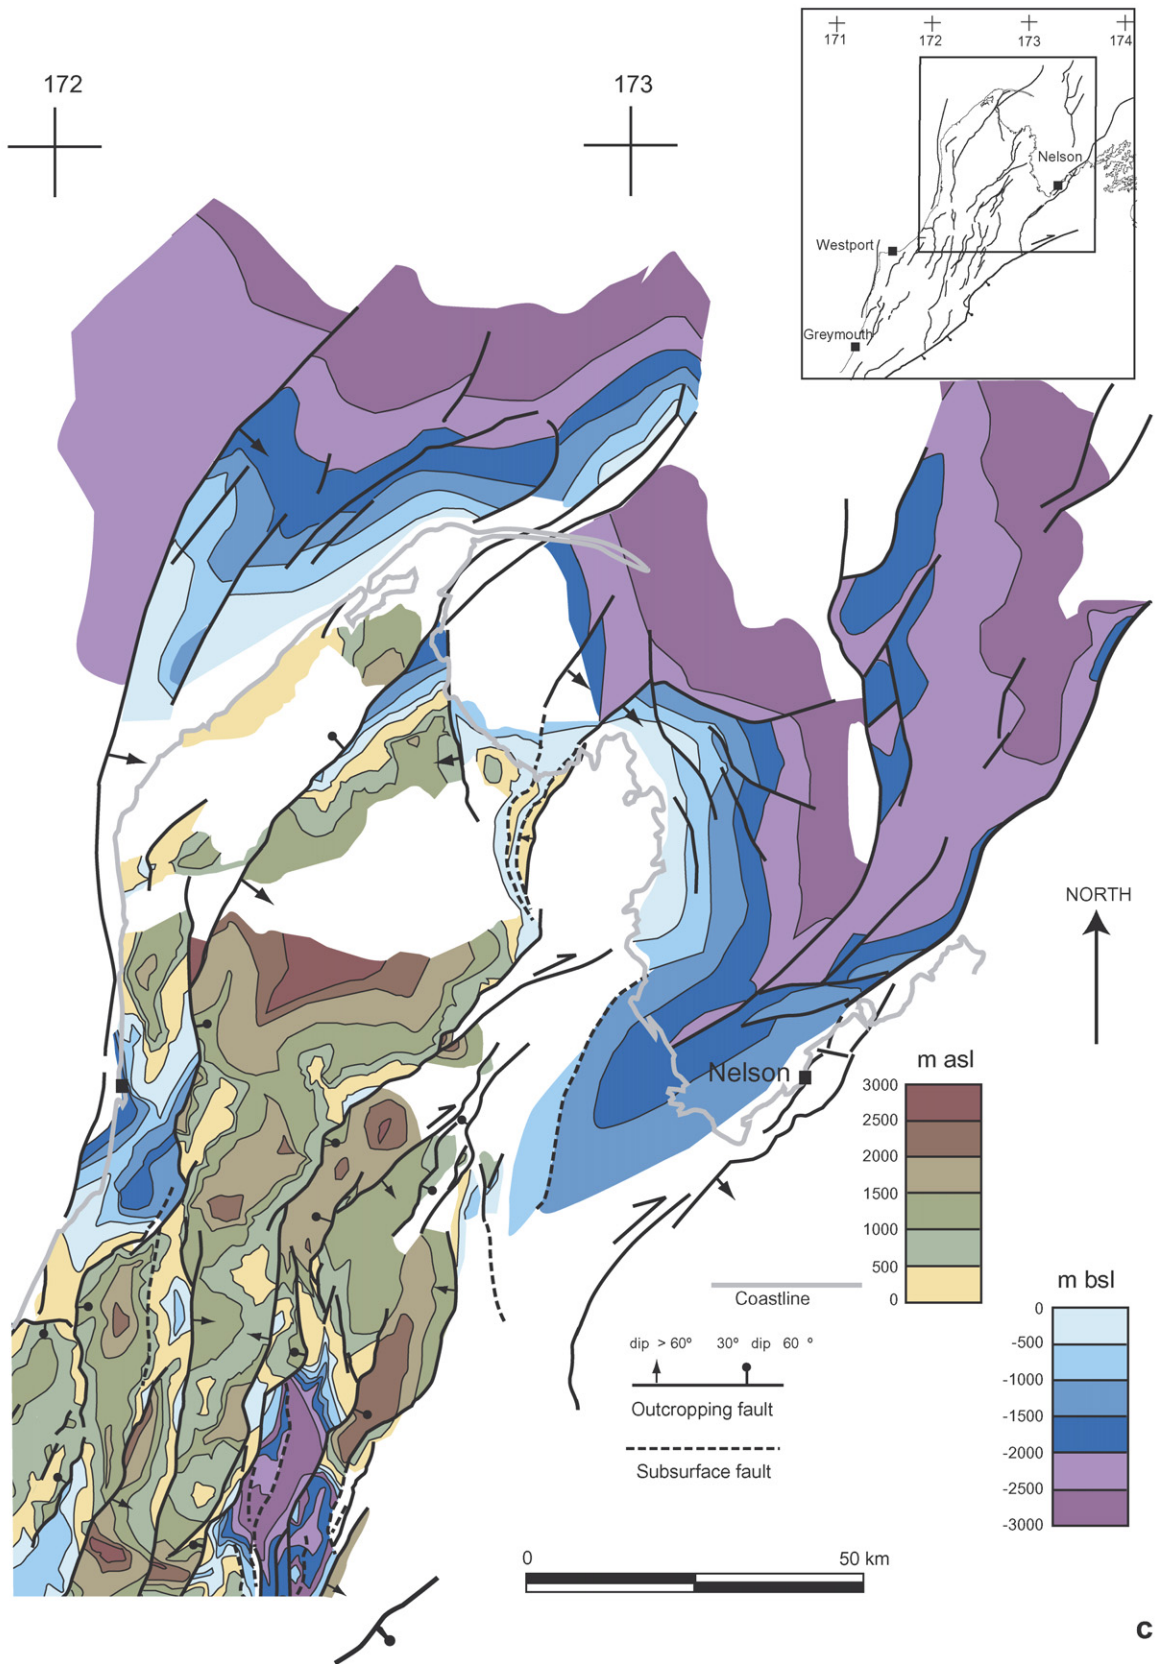 171
172
173
174
Nelson
Westport
Greymouth
172
173
NORTH
Nelson
m asl
3000
2500
2000
1500
1000
500
0
m bsl
0
-500
-1000
-1500
-2000
-2500
-3000
Coastline
dip > 60º 30º dip 60 º
Outcropping fault
Subsurface fault
0 50 km
c